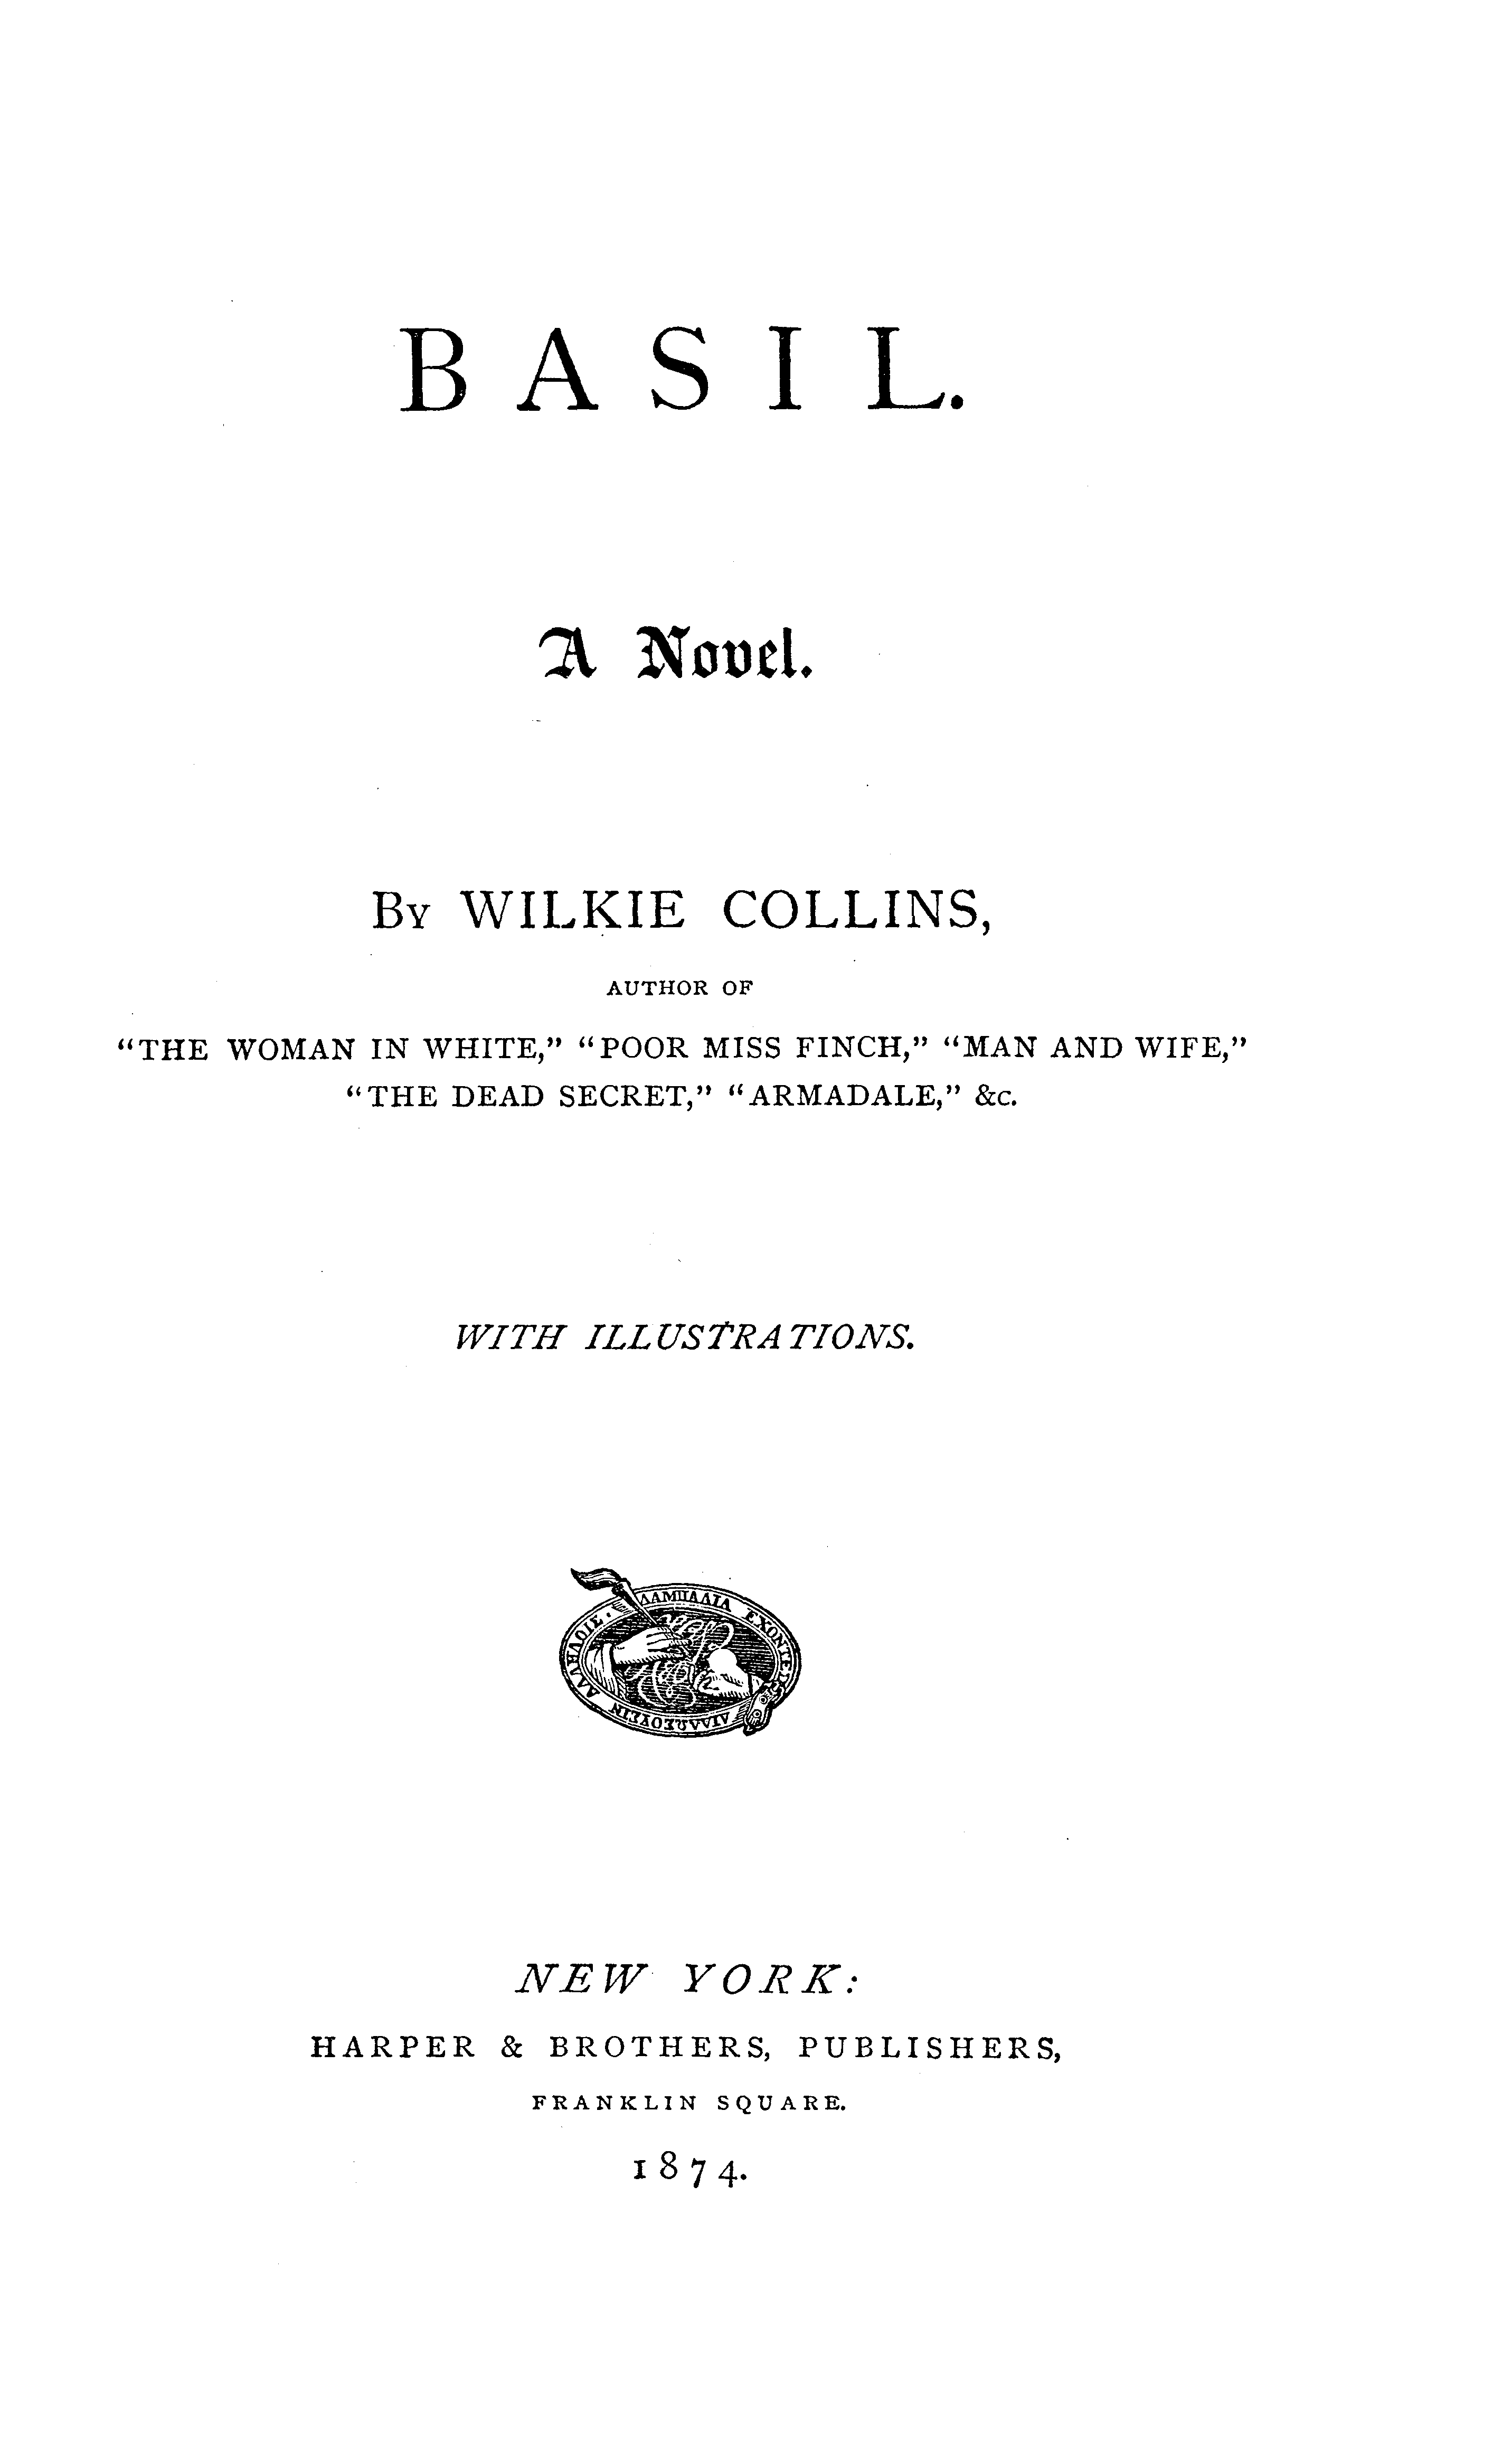 BASIL.
A Novel.
By WILKIE COLLINS,
AUTHOR OF
“THE WOMAN IN WHITE,” “POOR MISS FINCH,” “MAN AND WIFE,”
“THE DEAD SECRET,” “ARMADALE,” &c.
WITH ILLUSTRATIONS.
ΛΑΜΠΑΔΙΑ ΕΧΟΝΤΕΣ
ΔΙΑΔΩΣΟΥΣΙΝ ΑΛΛΗΛΟΙΣ.
NEW YORK:
HARPER & BROTHERS, PUBLISHERS,
FRANKLIN SQUARE.
1874.